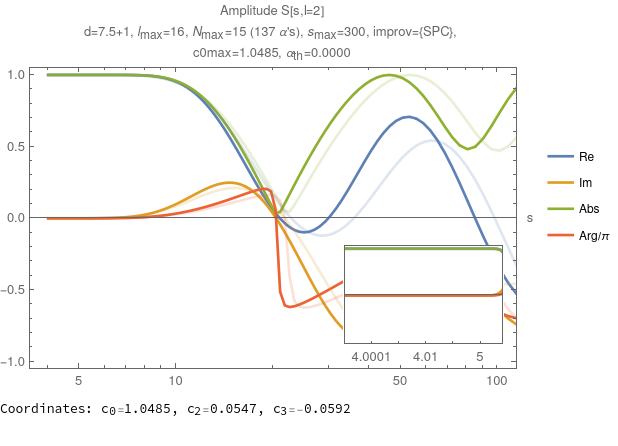 Amplitude S[s,l=2]
d=7.5+1, lmax=16, Nmax=15 (137 α's), smax=300, improv={SPC},
c0max=1.0485, αth=0.0000
1.0
0.5
0.0
−0.5
−1.0
5
10
50
100
s
4.0001
4.01
5
Re
Im
Abs
Arg/π
Coordinates: c0=1.0485, c2=0.0547, c3=-0.0592